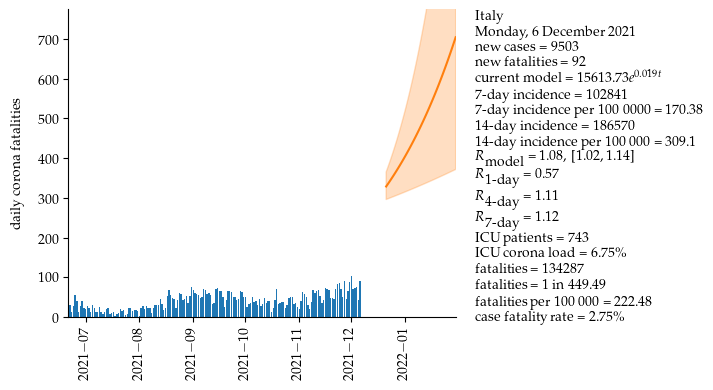 Italy
Monday, 6 December 2021
new cases = 9503
new fatalities = 92
current model = 15613.73e^0.019t
7-day incidence = 102841
7-day incidence per 100 0000 = 170.38
14-day incidence = 186570
14-day incidence per 100 000 = 309.1
R_model = 1.08, [1.02, 1.14]
R_1-day = 0.57
R_4-day = 1.11
R_7-day = 1.12
ICU patients = 743
ICU corona load = 6.75%
fatalities = 134287
fatalities = 1 in 449.49
fatalities per 100 000 = 222.48
case fatality rate = 2.75%
daily corona fatalities
700
600
500
400
300
200
100
0
2021−07
2021−08
2021−09
2021−10
2021−11
2021−12
2022−01